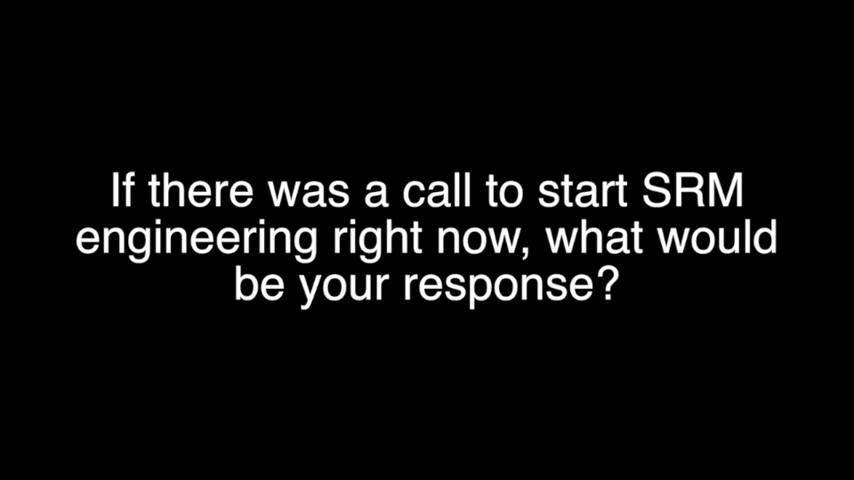 If there was a call to start SRM
engineering right now, what would
be your response?